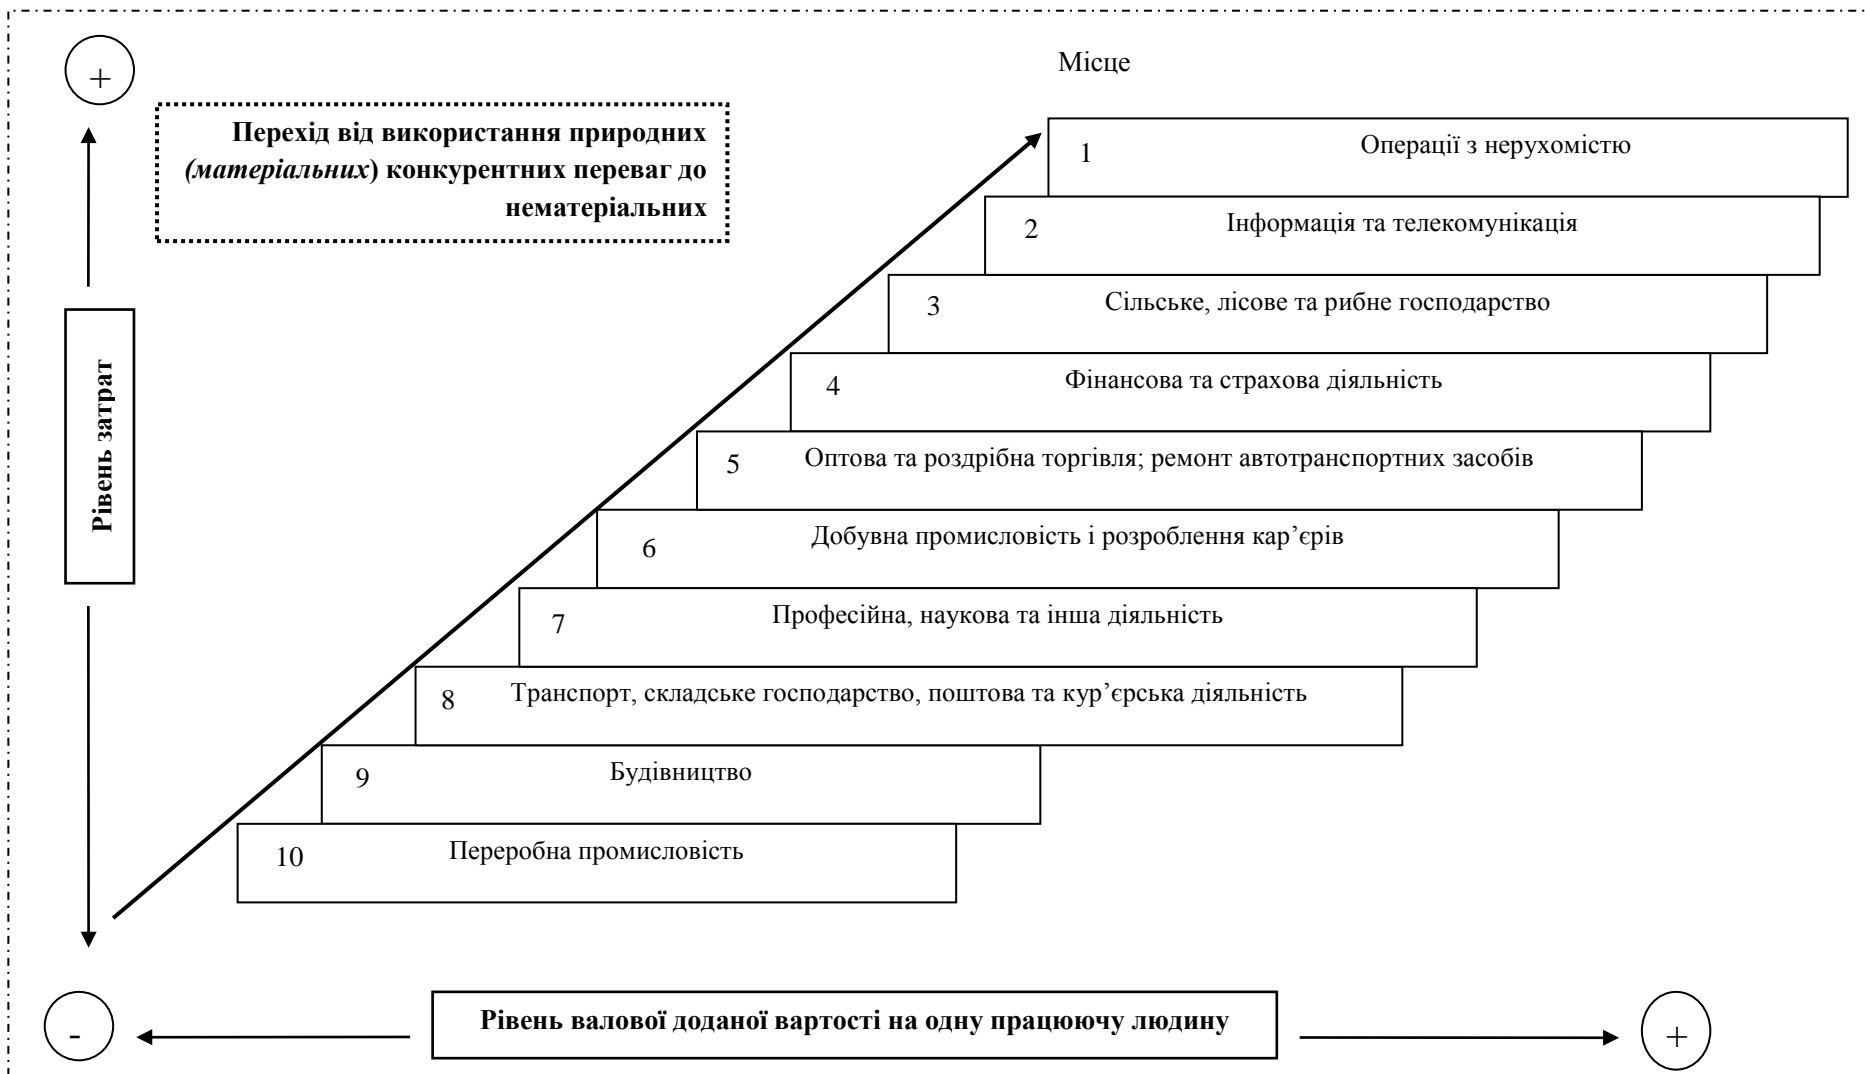 +
Місце
Перехід від використання природних
(матеріальних) конкурентних переваг до
нематеріальних
1 Операції з нерухомістю
2 Інформація та телекомунікація
3 Сільське, лісове та рибне господарство
4 Фінансова та страхова діяльність
5 Оптова та роздрібна торгівля; ремонт автотранспортних засобів
6 Добувна промисловість і розроблення кар’єрів
7 Професійна, наукова та інша діяльність
8 Транспорт, складське господарство, поштова та кур’єрська діяльність
9 Будівництво
10 Переробна промисловість
Рівень затрат
-
Рівень валової доданої вартості на одну працюючу людину
+